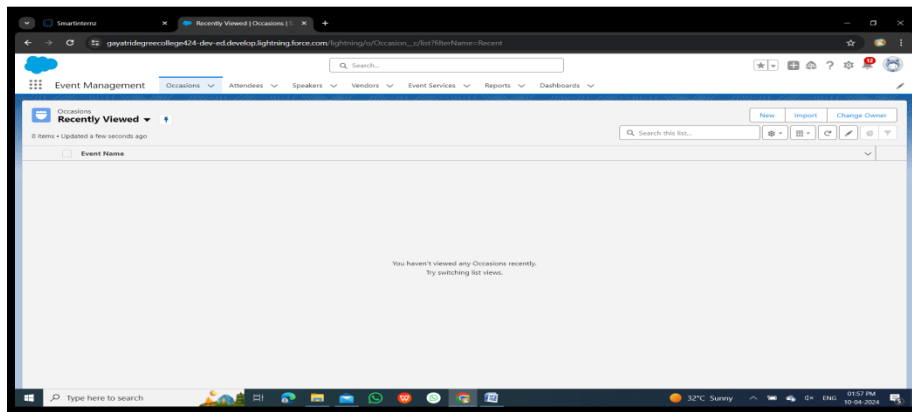 Smartinternz
Recently Viewed | Occasions | S
gayatridegreecollege424-dev-ed.develop.lightning.force.com/lightning/o/Occasion__c/list?filterName=Recent
Search...
Event Management
Occasions
Attendees
Speakers
Vendors
Event Services
Reports
Dashboards
Occasions
Recently Viewed
New
Import
Change Owner
0 items • Updated a few seconds ago
Search this list...
Event Name
You haven't viewed any Occasions recently.
Try switching list views.
Type here to search
32°C Sunny
ENG
01:57 PM
10-04-2024